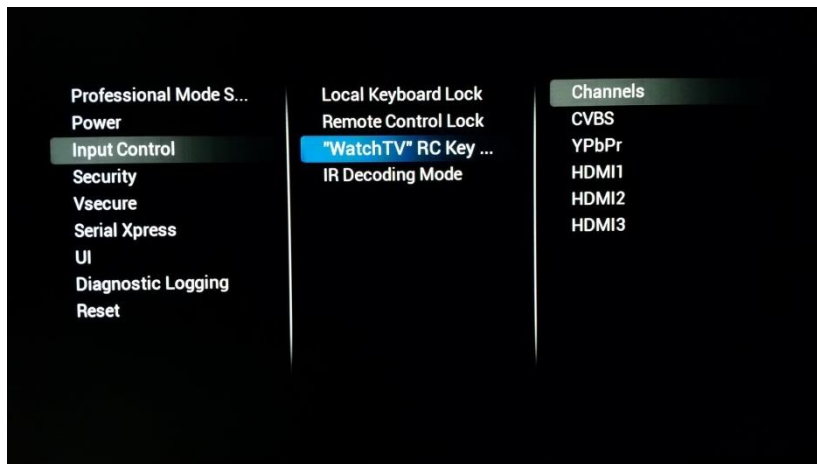 Professional Mode S...
Power
Input Control
Security
Vsecure
Serial Xpress
UI
Diagnostic Logging
Reset
Local Keyboard Lock
Remote Control Lock
"WatchTV" RC Key ...
IR Decoding Mode
Channels
CVBS
YPbPr
HDMI1
HDMI2
HDMI3